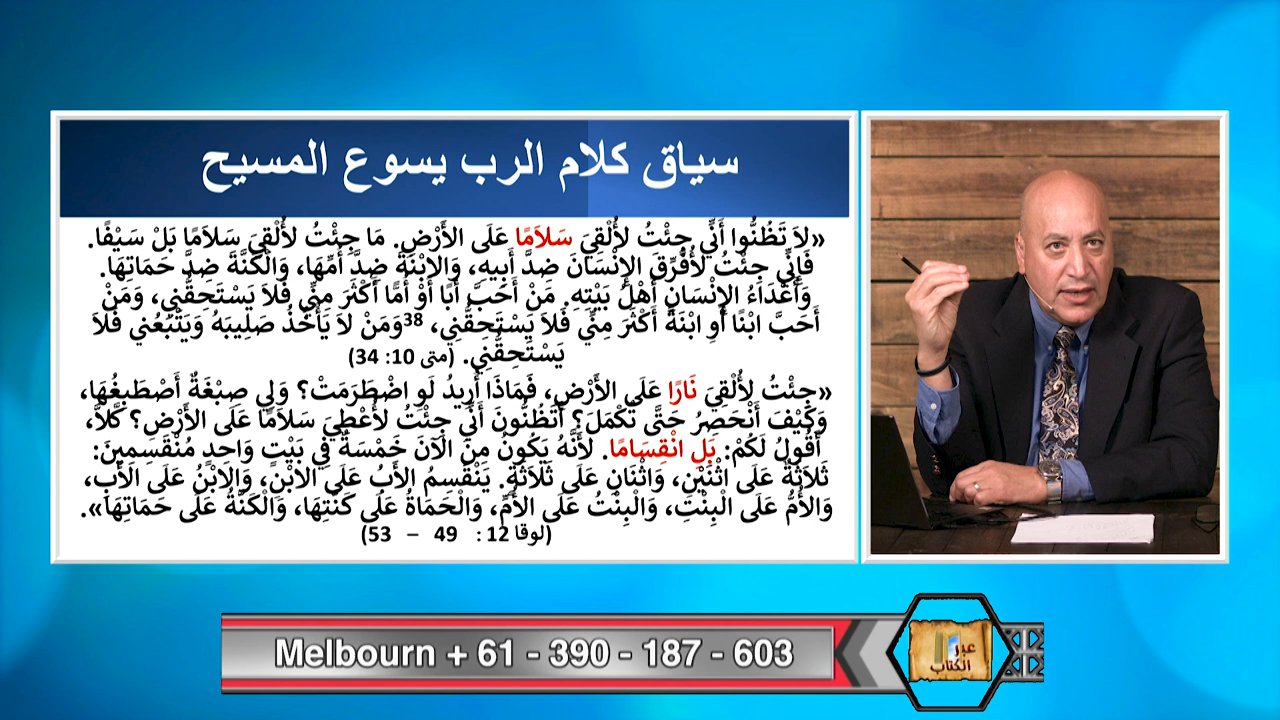 سياق كلام الرب يسوع المسيح
«لاَ تَظُنُّوا أَنِّي جِئْتُ لأُلْقِيَ سَلاَمًا عَلَى الأَرْضِ. مَا جِئْتُ لأُلْقِيَ سَلاَمًا بَلْ سَيْفًا.
فَإِنِّي جِئْتُ لأُفَرِّقَ الإِنْسَانَ ضِدَّ أَبِيهِ، وَالابْنَةَ ضِدَّ أُمِّهَا، وَالْكَنَّةَ ضِدَّ حَمَاتِهَا.
وَأَعْدَاءُ الإِنْسَانِ أَهْلُ بَيْتِهِ. مَنْ أَحَبَّ أَبًا أَوْ أُمًّا أَكْثَرَ مِنِّي فَلاَ يَسْتَحِقُّنِي، وَمَنْ
أَحَبَّ ابْنًا أَوِ ابْنَةً أَكْثَرَ مِنِّي فَلاَ يَسْتَحِقُّنِي، 38وَمَنْ لاَ يَأْخُذُ صَلِيبَهُ وَيَتْبَعُني فَلاَ
يَسْتَحِقُّنِي. (متى 10: 34)
«جِئْتُ لأُلْقِيَ نَارًا عَلَى الأَرْضِ، فَمَاذَا أُرِيدُ لَوِ اضْطَرَمَتْ؟ وَلِي صِبْغَةٌ أَصْطَبِغُهَا،
وَكَيْفَ أَنْحَصِرُ حَتَّى تُكْمَلَ؟ أَتَظُنُّونَ أَنِّي جِئْتُ لأُعْطِيَ سَلاَمًا عَلَى الأَرْضِ؟ كَّلاَّ،
أَقُولُ لَكُمْ: بَلِ انْقِسَامًا. لأَنَّهُ يَكُونُ مِنَ الآنَ خَمْسَةٌ فِي بَيْتٍ وَاحِدٍ مُنْقَسِمِينَ:
ثَلاَثَةٌ عَلَى اثْنَيْنِ، وَاثْنَانِ عَلَى ثَلاَثَةٍ. يَنْقَسِمُ الأَبُ عَلَى الابْنِ، وَالابْنُ عَلَى الأَبِ،
وَالأُمُّ عَلَى الْبِنْتِ، وَالْبِنْتُ عَلَى الأُمِّ، وَالْحَمَاةُ عَلَى كَنَّتِهَا، وَالْكَنَّةُ عَلَى حَمَاتِهَا».
(لوقا 12 : 49 – 53)
Melbourn + 61 - 390 - 187 - 603
عبر
الكتاب